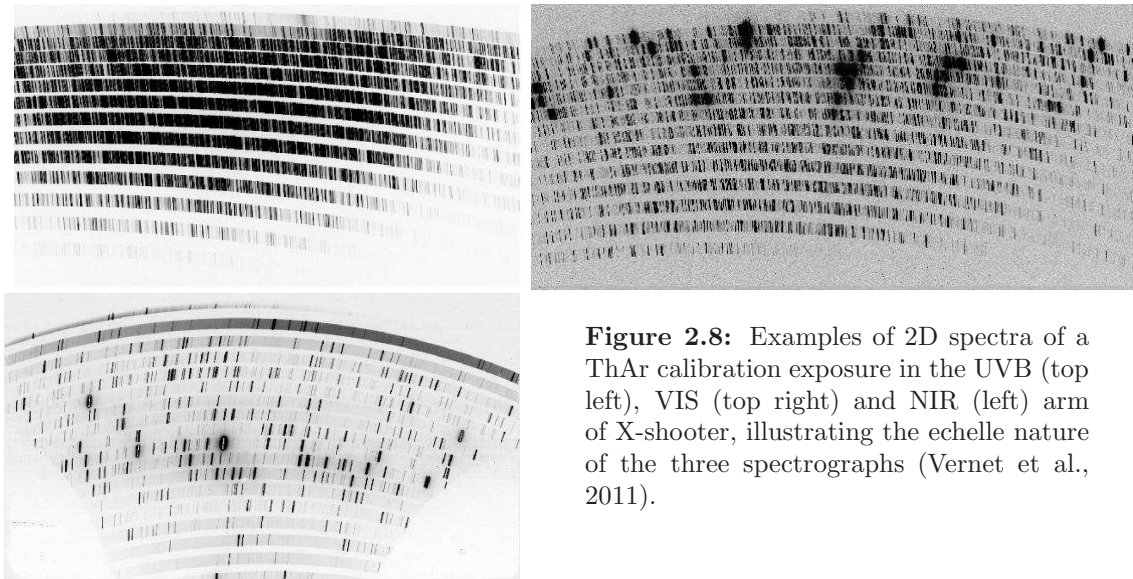 Figure 2.8: Examples of 2D spectra of a
ThAr calibration exposure in the UVB (top
left), VIS (top right) and NIR (left) arm
of X-shooter, illustrating the echelle nature
of the three spectrographs (Vernet et al.,
2011).